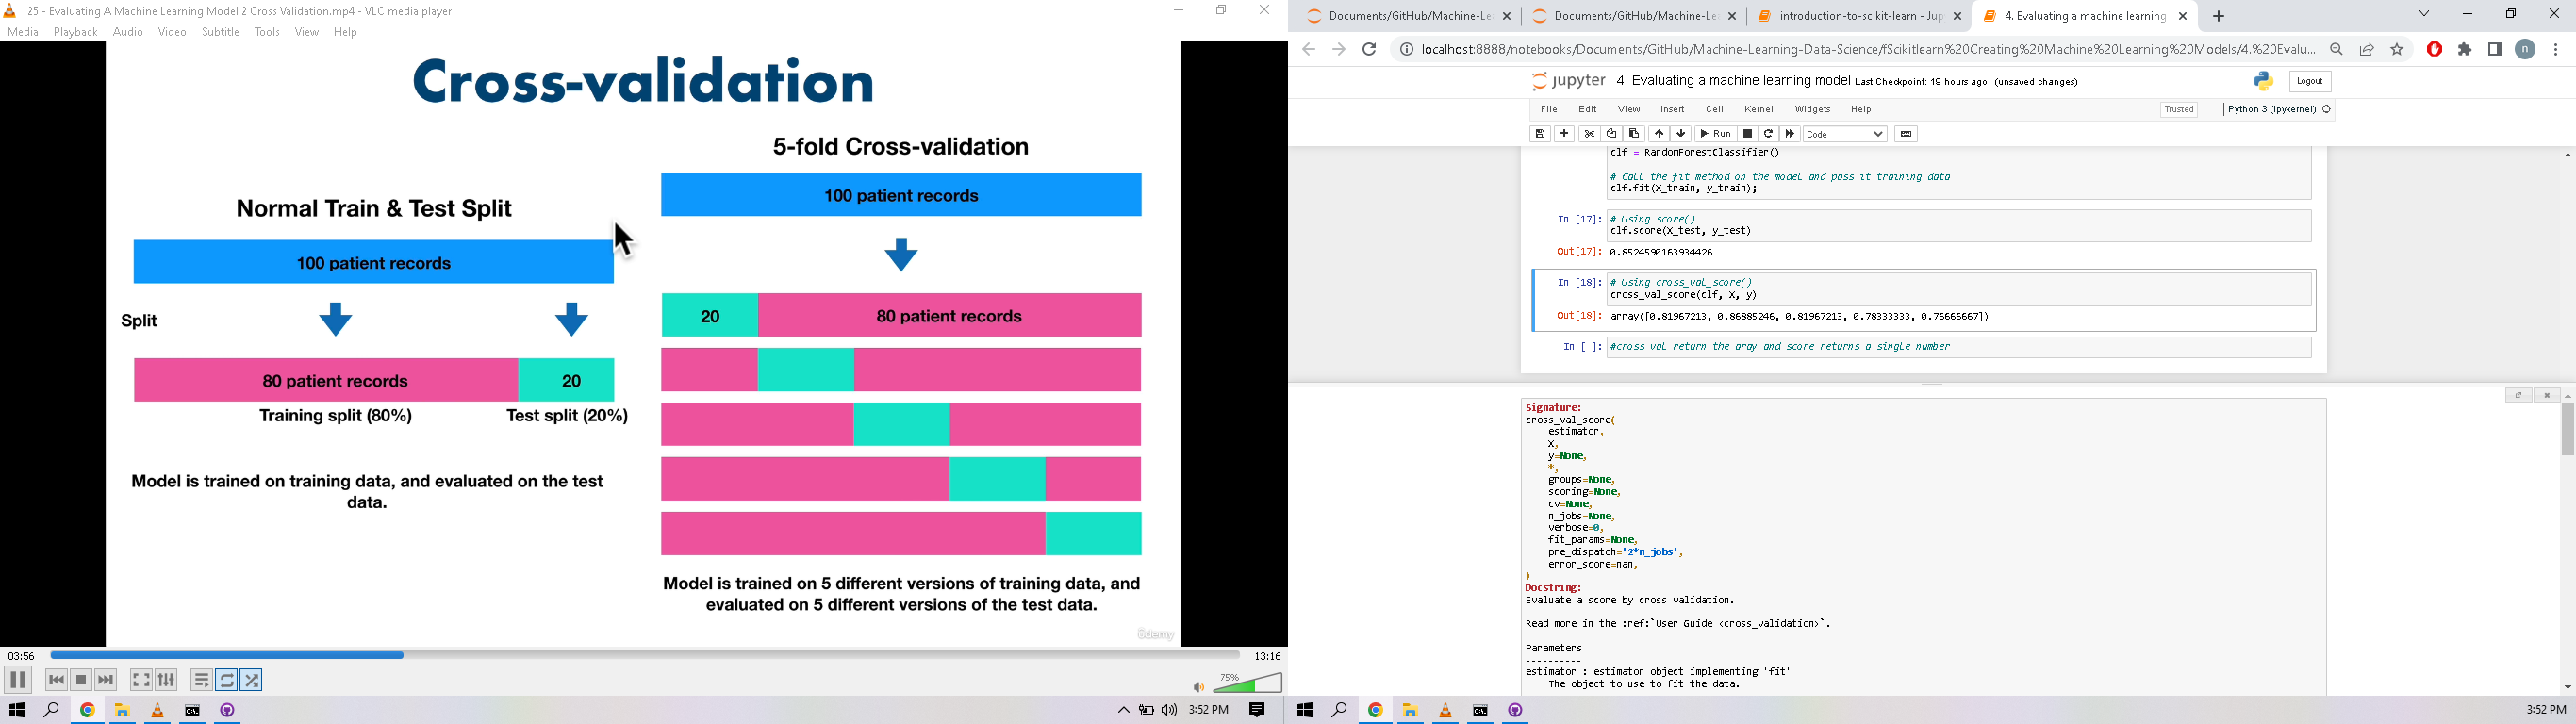 125 - Evaluating A Machine Learning Model 2 Cross Validation.mp4 - VLC media player
Media Playback Audio Video Subtitle Tools View Help
Cross-validation
Normal Train & Test Split
100 patient records
Split
80 patient records 20
Training split (80%) Test split (20%)
Model is trained on training data, and evaluated on the test
data.
5-fold Cross-validation
100 patient records
20 80 patient records
Model is trained on 5 different versions of training data, and
evaluated on 5 different versions of the test data.
ûdemy
03:56 13:16
75%
3:52 PM
Documents/GitHub/Machine-Le
Documents/GitHub/Machine-Le
introduction-to-scikit-learn - Jup
4. Evaluating a machine learning
localhost:8888/notebooks/Documents/GitHub/Machine-Learning-Data-Science/fScikitlearn%20Creating%20Machine%20Learning%20Models/4.%20Evalu...
n
jupyter 4. Evaluating a machine learning model Last Checkpoint: 19 hours ago (unsaved changes)
Logout
File Edit View Insert Cell Kernel Widgets Help
Trusted Python 3 (ipykernel)
Run Code
clf = RandomForestClassifier()
# Call the fit method on the model and pass it training data
clf.fit(X_train, y_train);
In [17]: # Using score()
clf.score(X_test, y_test)
Out[17]: 0.8524590163934426
In [18]: # Using cross_val_score()
cross_val_score(clf, X, y)
Out[18]: array([0.81967213, 0.86885246, 0.81967213, 0.78333333, 0.76666667])
In [ ]: #cross val return the aray and score returns a single number
Signature:
cross_val_score(
estimator,
X,
y=None,
*,
groups=None,
scoring=None,
cv=None,
n_jobs=None,
verbose=0,
fit_params=None,
pre_dispatch='2*n_jobs',
error_score=nan,
)
Docstring:
Evaluate a score by cross-validation.
Read more in the :ref:`User Guide <cross_validation>`.
Parameters
----------
estimator : estimator object implementing 'fit'
The object to use to fit the data.
3:52 PM